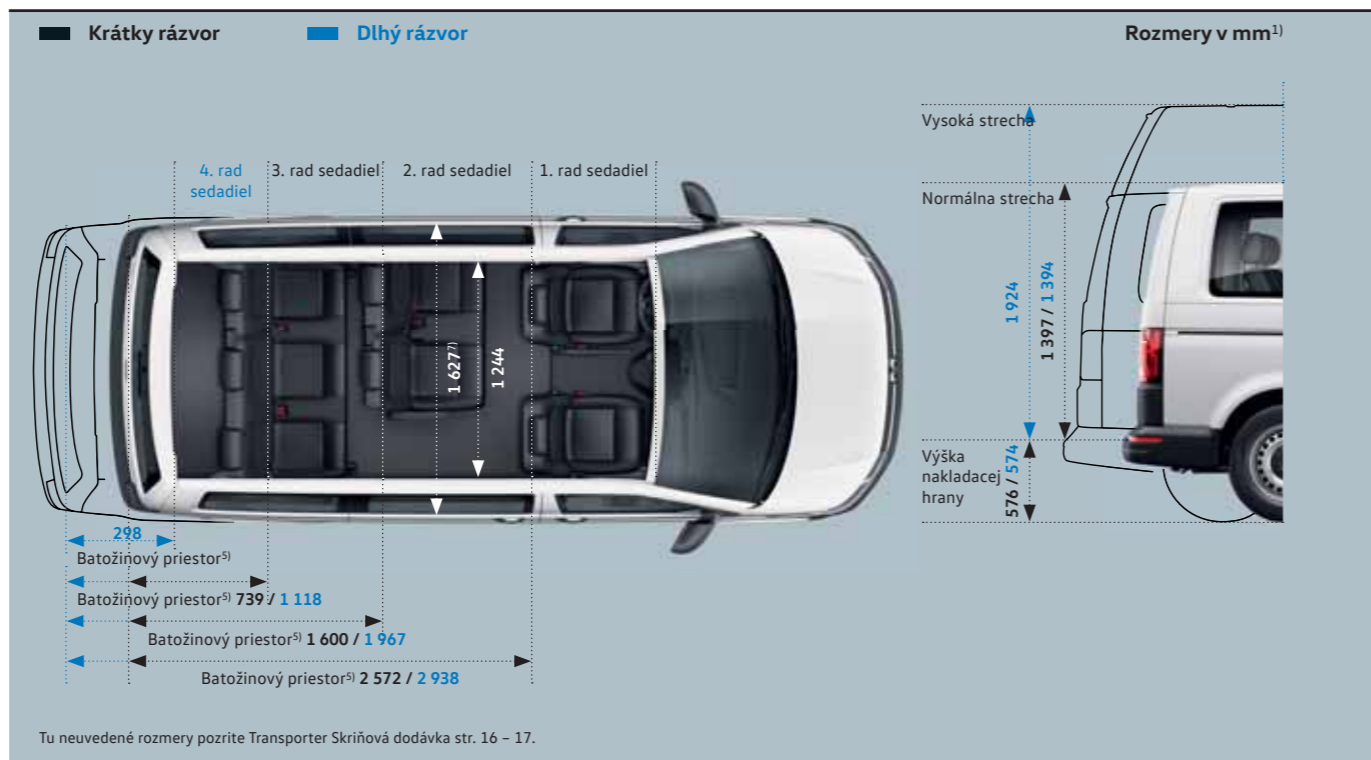 Krátky rázvor
Dlhý rázvor
Rozmery v mm¹⁾
4. rad
sedadiel
3. rad sedadiel
2. rad sedadiel
1. rad sedadiel
1 627⁷⁾
1 244
298
Batožinový priestor⁵⁾
Batožinový priestor⁵⁾ 739 / 1 118
Batožinový priestor⁵⁾ 1 600 / 1 967
Batožinový priestor⁵⁾ 2 572 / 2 938
Vysoká strecha
Normálna strecha
1 924
1 397 / 1 394
Výška
nakladacej
hrany
576 / 574
Tu neuvedené rozmery pozrite Transporter Skriňová dodávka str. 16 – 17.